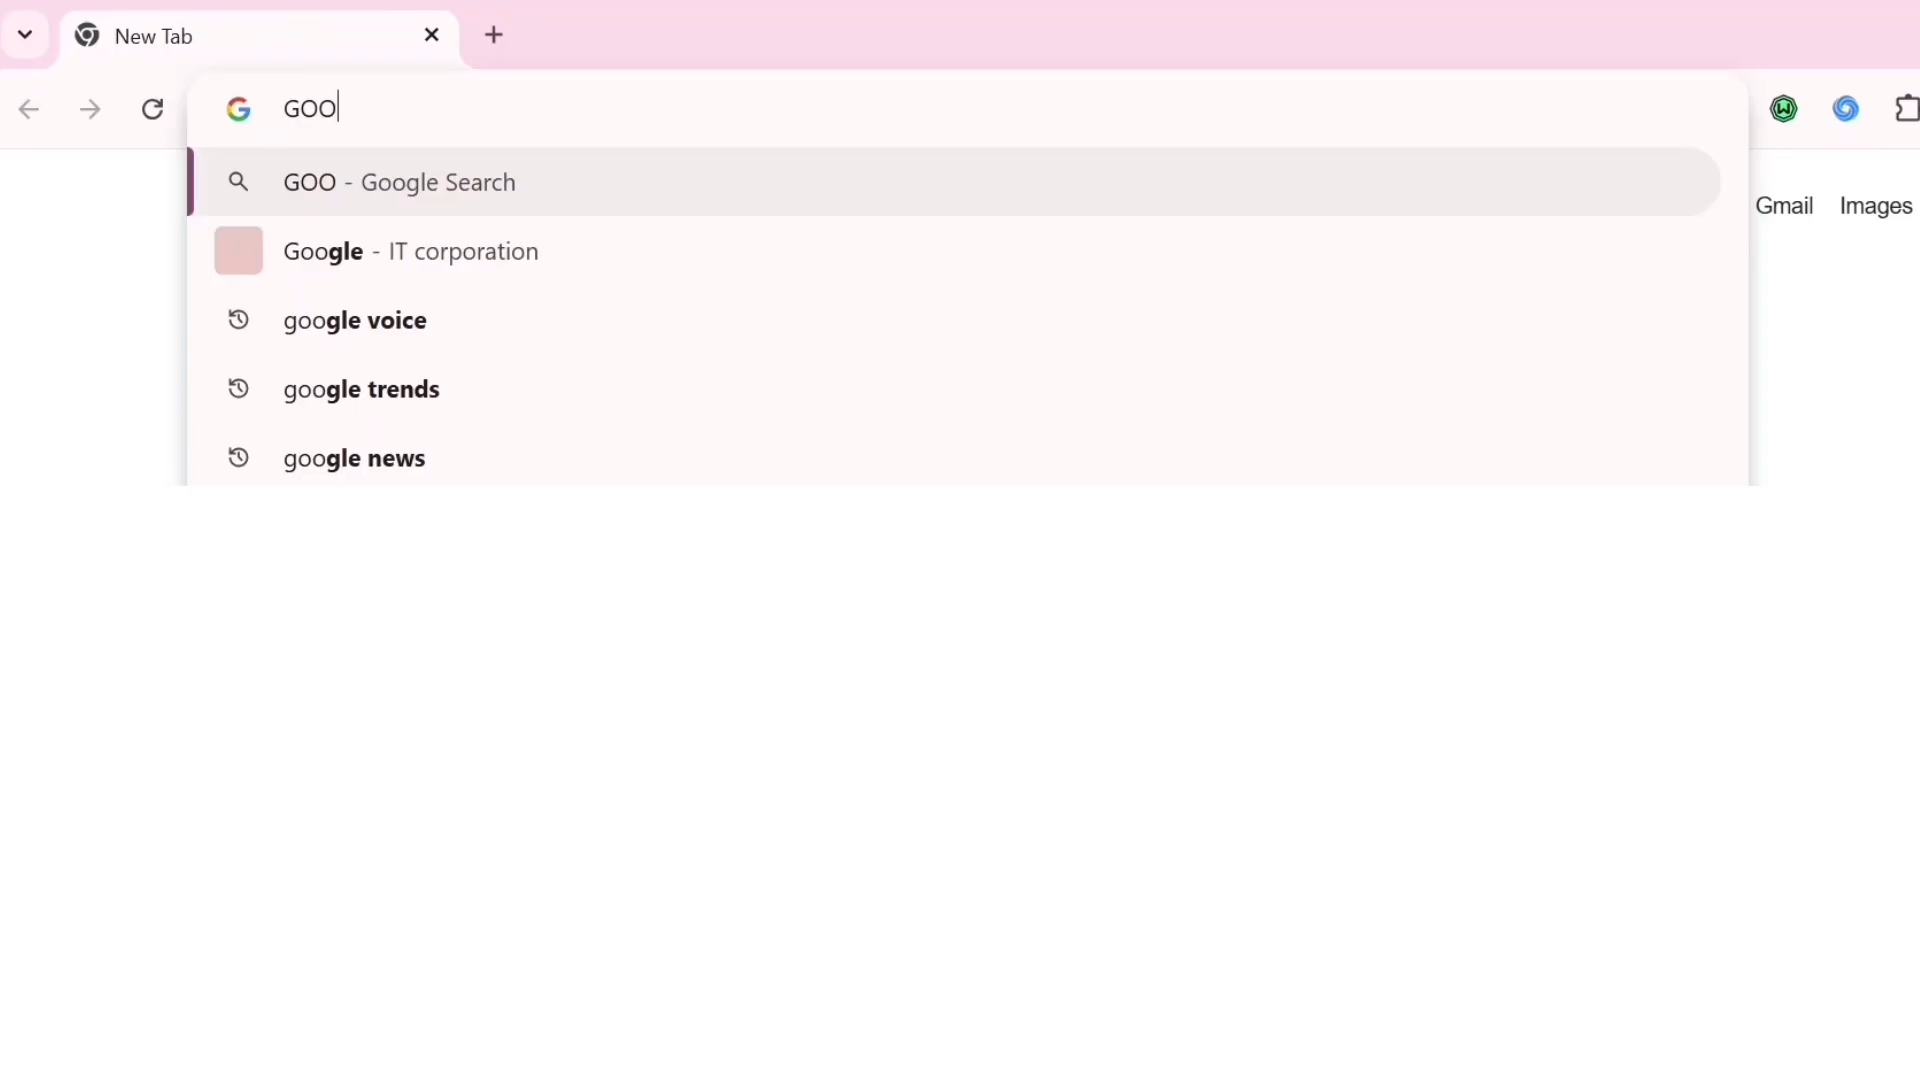 New Tab
GOO
GOO - Google Search
Gmail Images
Google - IT corporation
google voice
google trends
google news